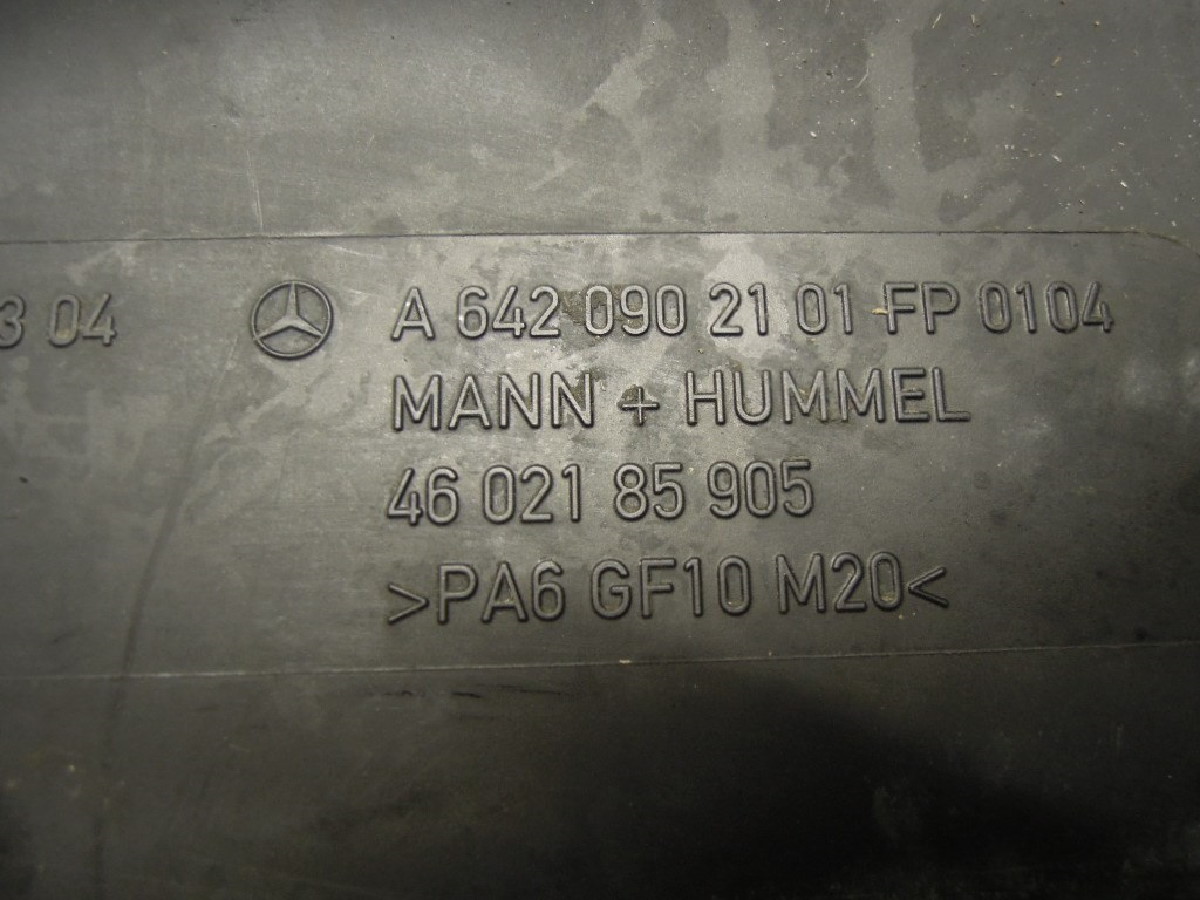 3 04 A 642 090 21 01 FP 0104
MANN + HUMMEL
46 021 85 905
>PA6 GF10 M20<